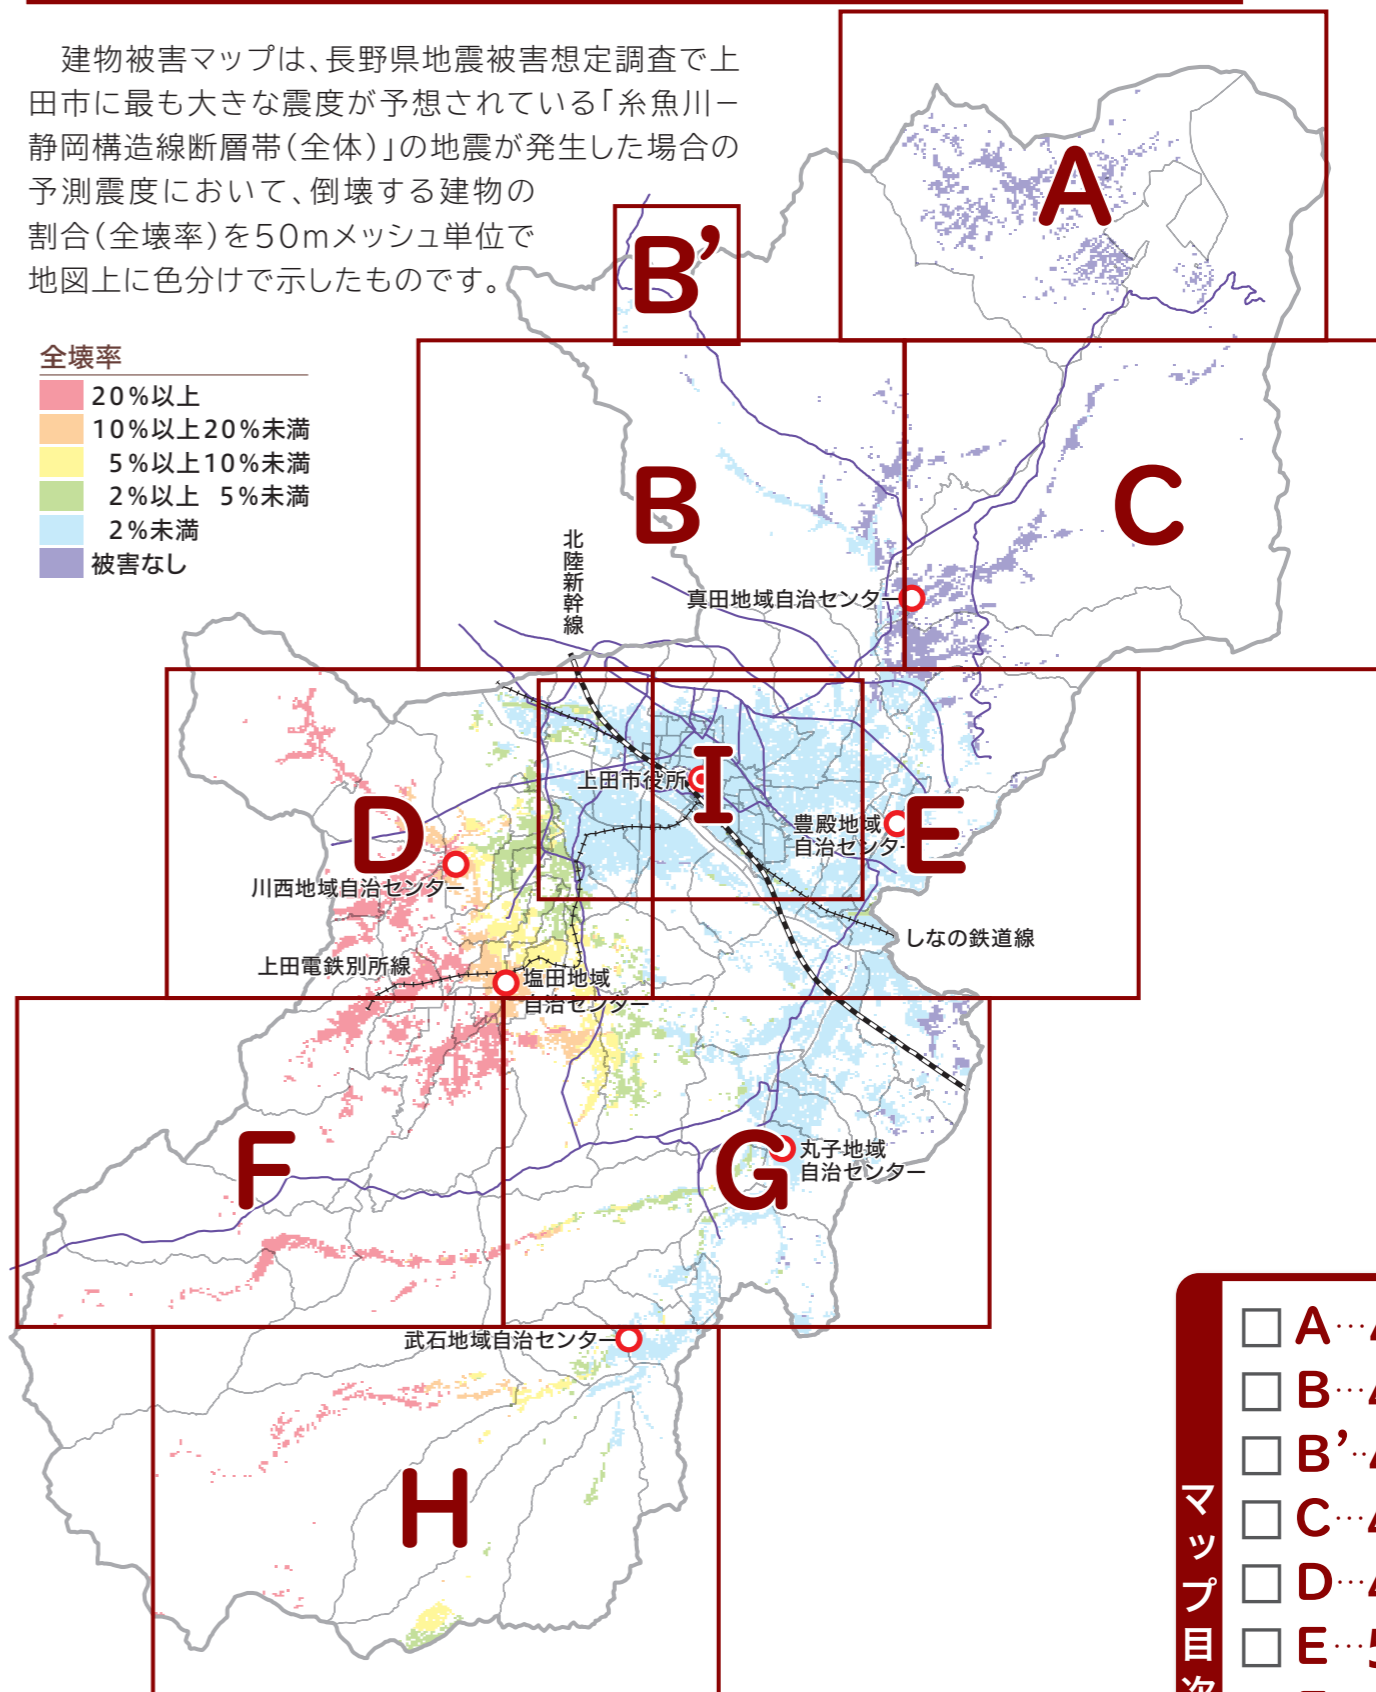 建物被害マップは、長野県地震被害想定調査で上
田市に最も大きな震度が予想されている「糸魚川－
静岡構造線断層帯（全体）」の地震が発生した場合の
予測震度において、倒壊する建物の
割合（全壊率）を50mメッシュ単位で
地図上に色分けで示したものです。
全壊率
20%以上
10%以上20%未満
5%以上10%未満
2%以上 5%未満
2%未満
被害なし
A
B’
B
C
北陸新幹線
真田地域自治センター
I
上田市役所
D
E
豊殿地域
自治センター
川西地域自治センター
しなの鉄道線
上田電鉄別所線
塩田地域
自治センター
F
G
丸子地域
自治センター
武石地域自治センター
H
マップ目次
A…4
B…4
B’…4
C…4
D…4
E…5